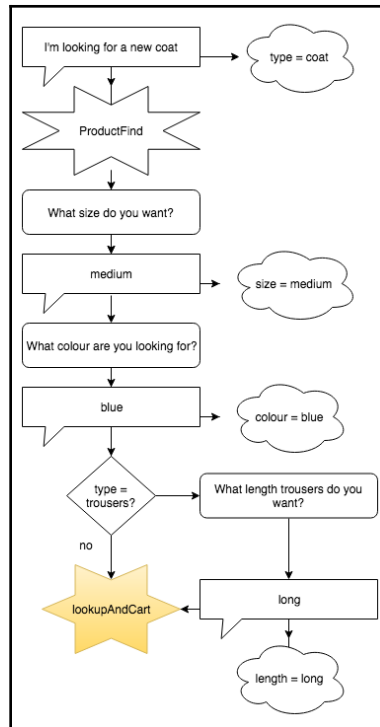 I'm looking for a new coat
type = coat
ProductFind
What size do you want?
medium
size = medium
What colour are you looking for?
blue
colour = blue
type =
trousers?
What length trousers do you
want?
no
lookupAndCart
long
length = long